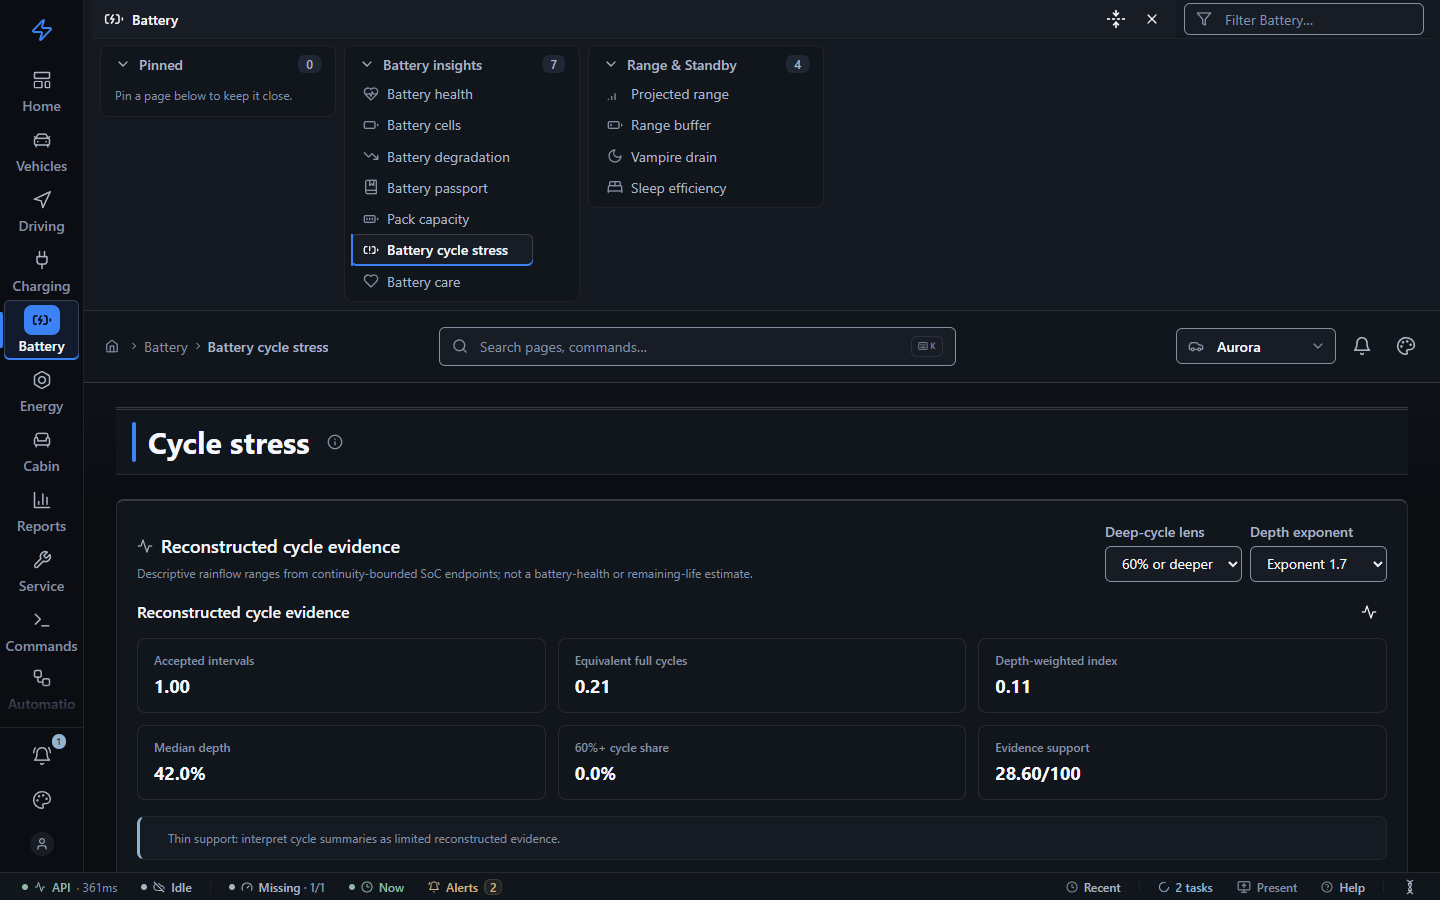 Battery
Filter Battery...
Pinned
0
Pin a page below to keep it close.
Battery insights
7
Battery health
Battery cells
Battery degradation
Battery passport
Pack capacity
Battery cycle stress
Battery care
Range & Standby
4
Projected range
Range buffer
Vampire drain
Sleep efficiency
Home
Vehicles
Driving
Charging
Battery
Energy
Cabin
Reports
Service
Commands
Automatio
1
Battery
Battery cycle stress
Search pages, commands...
K
Aurora
Cycle stress
Reconstructed cycle evidence
Descriptive rainflow ranges from continuity-bounded SoC endpoints; not a battery-health or remaining-life estimate.
Deep-cycle lens
60% or deeper
Depth exponent
Exponent 1.7
Reconstructed cycle evidence
Accepted intervals
1.00
Equivalent full cycles
0.21
Depth-weighted index
0.11
Median depth
42.0%
60%+ cycle share
0.0%
Evidence support
28.60/100
Thin support: interpret cycle summaries as limited reconstructed evidence.
API · 361ms
Idle
Missing · 1/1
Now
Alerts 2
Recent
2 tasks
Present
Help